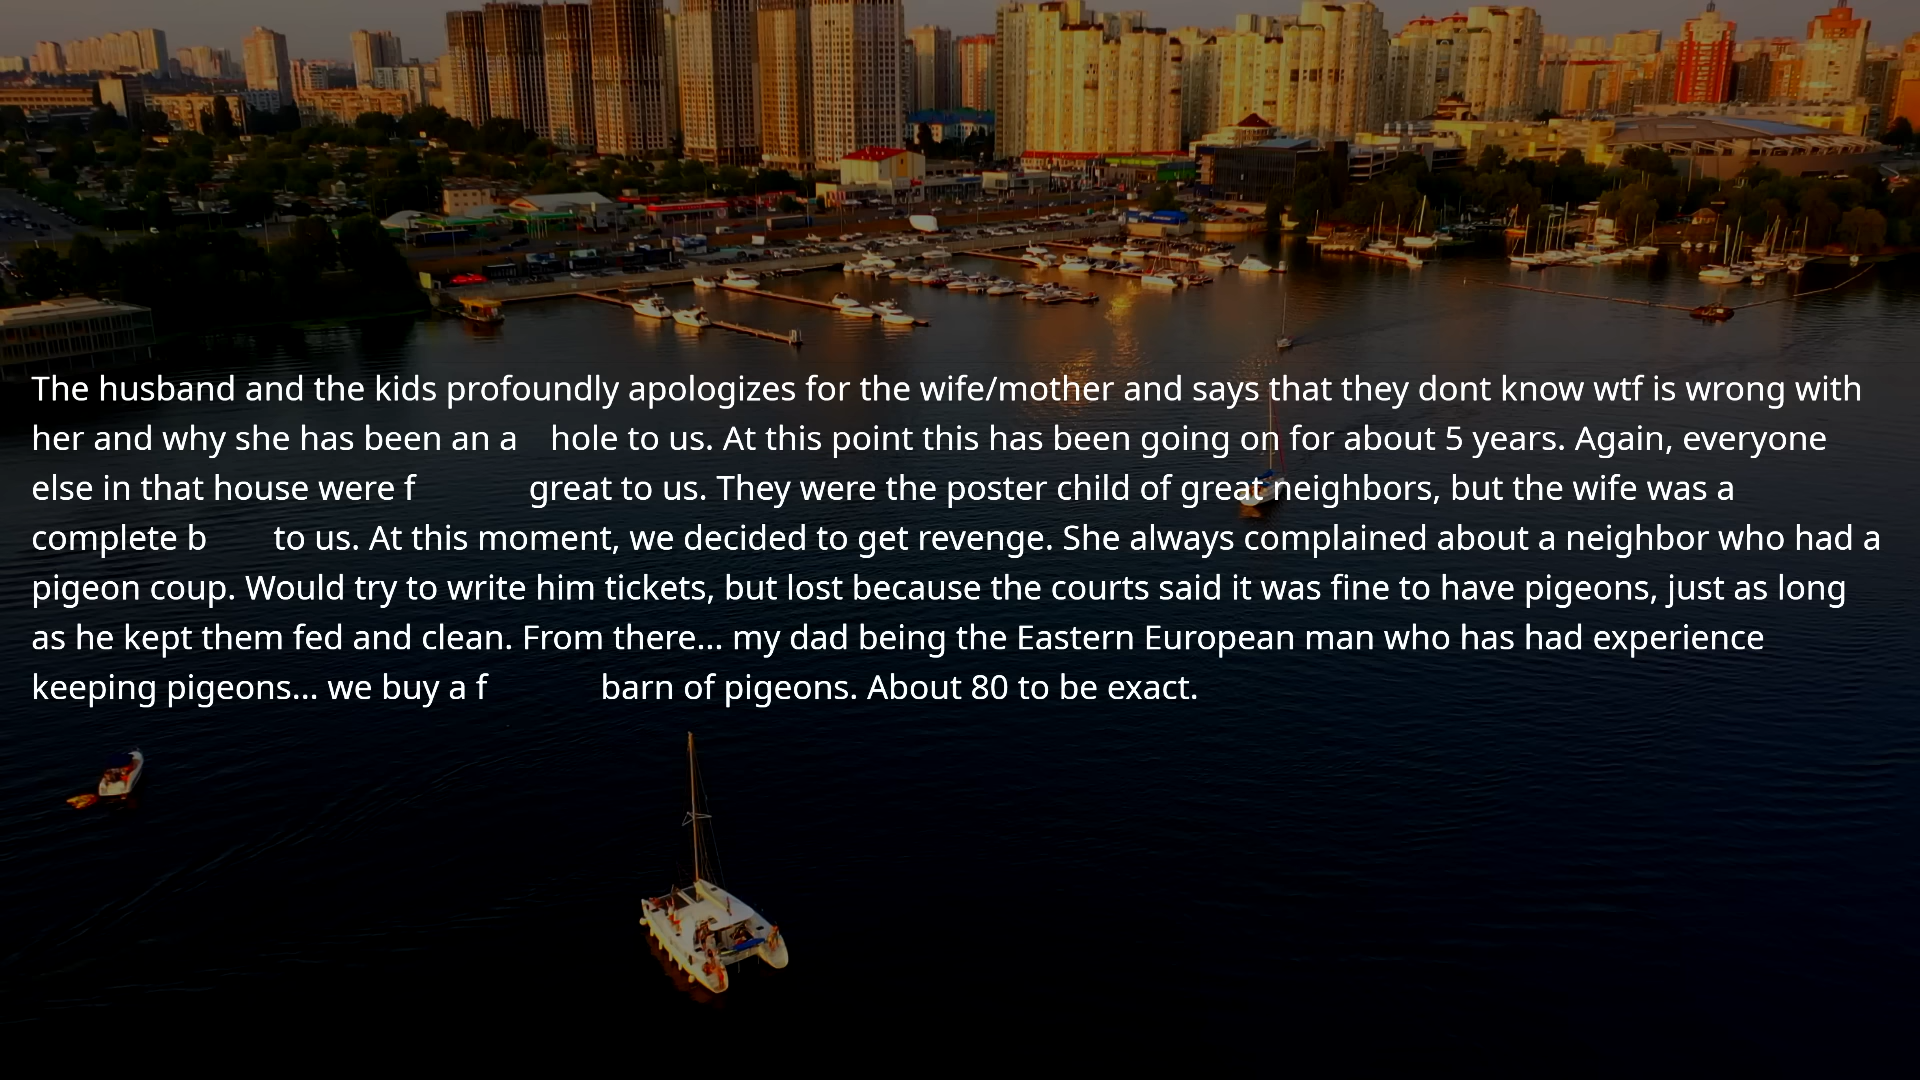 The husband and the kids profoundly apologizes for the wife/mother and says that they dont know wtf is wrong with
her and why she has been an a hole to us. At this point this has been going on for about 5 years. Again, everyone
else in that house were f great to us. They were the poster child of great neighbors, but the wife was a
complete b to us. At this moment, we decided to get revenge. She always complained about a neighbor who had a
pigeon coup. Would try to write him tickets, but lost because the courts said it was fine to have pigeons, just as long
as he kept them fed and clean. From there... my dad being the Eastern European man who has had experience
keeping pigeons... we buy a f barn of pigeons. About 80 to be exact.